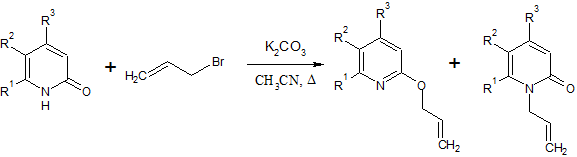 R³
R²
R¹
N
H
O
+
H₂C
Br
K₂CO₃
CH₃CN, Δ
R³
R²
R¹
N
O
CH₂
+
R³
R²
R¹
N
O
CH₂